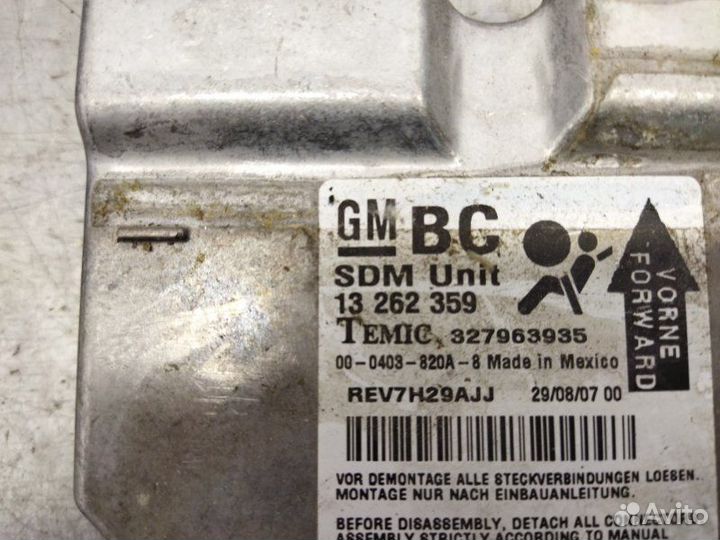 GM BC
SDM Unit
13 262 359
TEMIC 327963935
00-0403-820A-8 Made in Mexico
REV7H29AJJ 29/08/07 00
VORNE
FORWARD
VOR DEMONTAGE ALLE STECKVERBINDUNGEN LOESEN.
MONTAGE NUR NACH EINBAUANLEITUNG.
BEFORE DISASSEMBLY, DETACH ALL
ASSEMBLY STRICTLY ACCORDING TO MANUAL
Avito